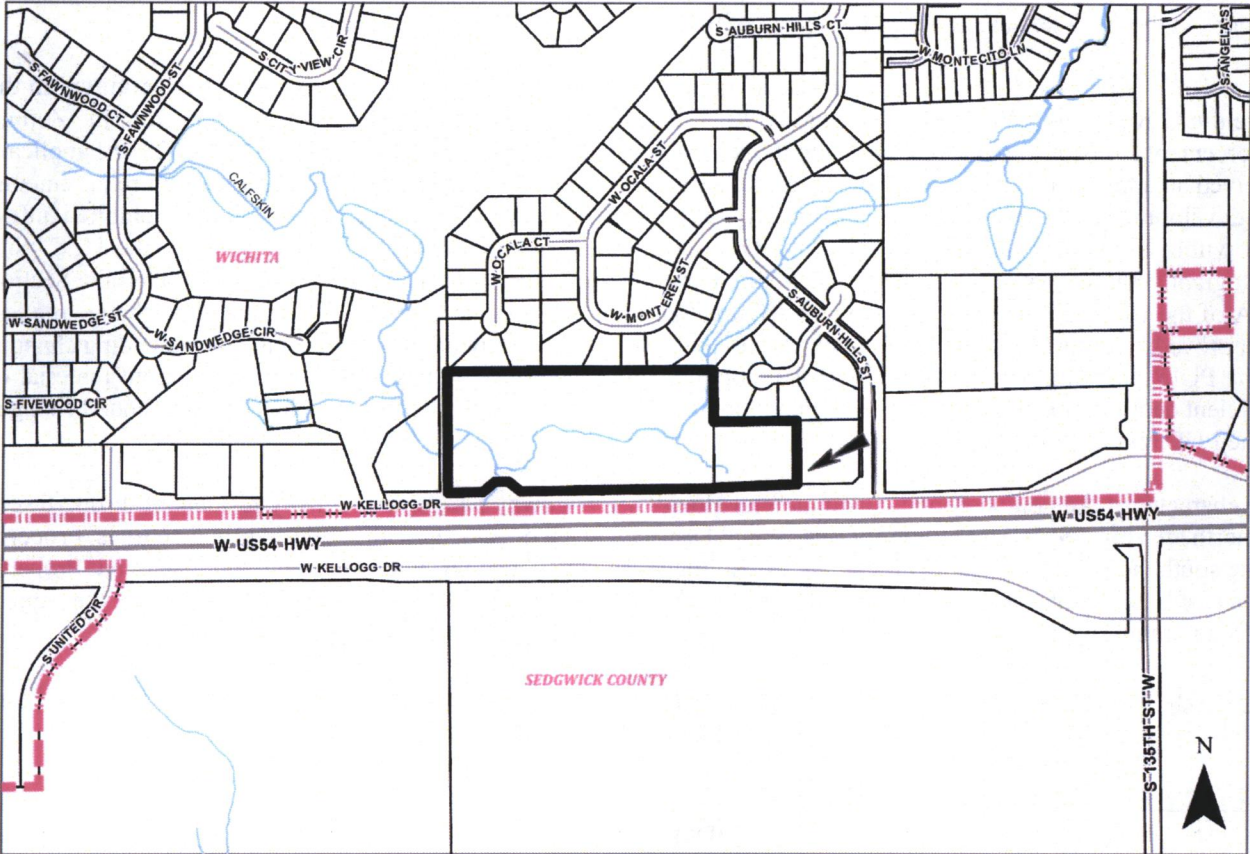 S AUBURN HILLS CT
S CITY VIEW CIR
W MONTECITO LN
S ANGELA ST
S FAWNWOOD CT
S FAWNWOOD ST
W OCALA ST
CALFSKIN
WICHITA
W OCALA CT
W MONTEREY ST
S AUBURN HILLS ST
W SANDWEDGE ST
W SANDWEDGE CIR
S FIVEWOOD CIR
W KELLOGG DR
W US54 HWY
W US54 HWY
W KELLOGG DR
S UNITED CIR
SEDGWICK COUNTY
S 135TH ST W
N